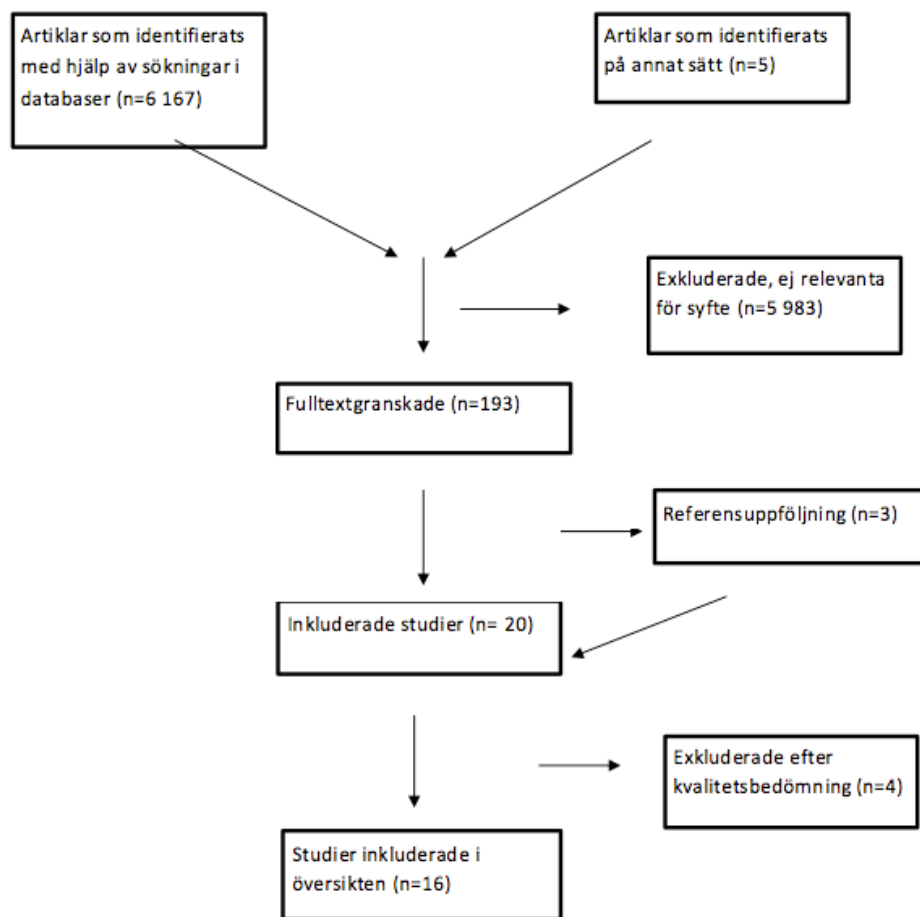 Artiklar som identifierats
med hjälp av sökningar i
databaser (n=6 167)
Artiklar som identifierats
på annat sätt (n=5)
Exkluderade, ej relevanta
för syfte (n=5 983)
Fulltextgranskade (n=193)
Referensuppföljning (n=3)
Inkluderade studier (n= 20)
Exkluderade efter
kvalitetsbedömning (n=4)
Studier inkluderade i
översikten (n=16)